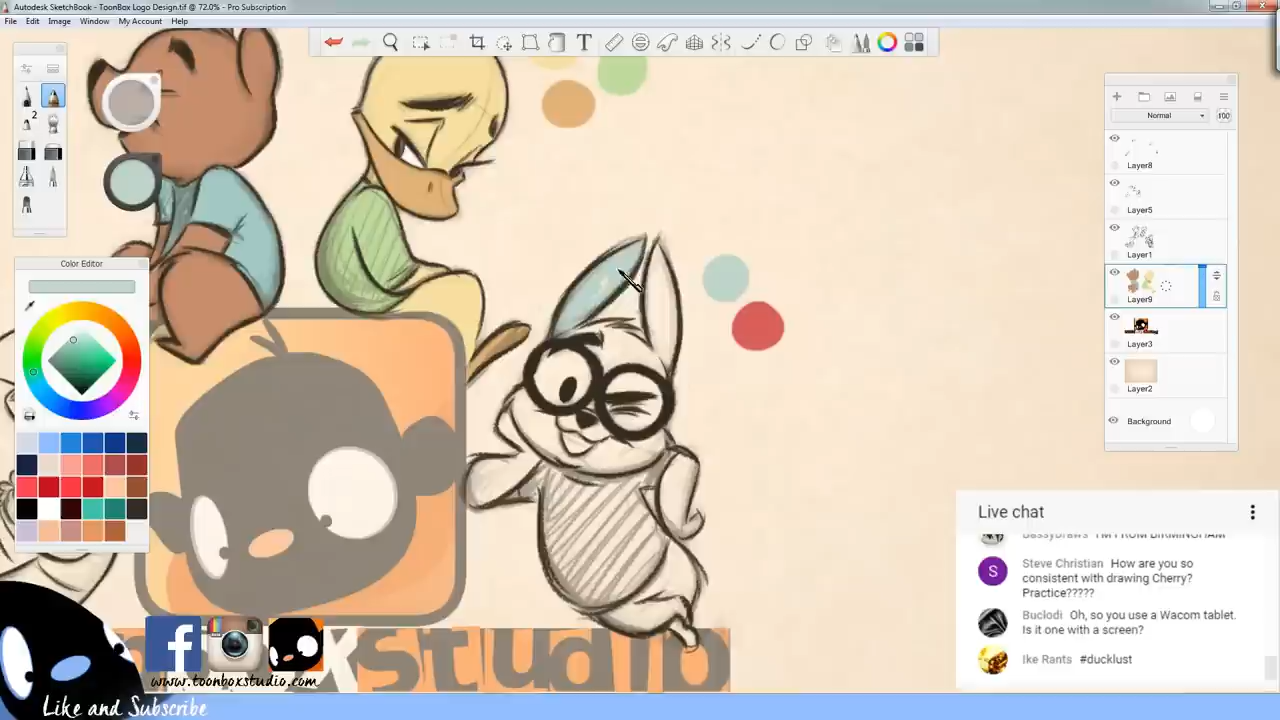 Autodesk SketchBook - ToonBox Logo Design.tif @ 72.0% - Pro Subscription
File Edit Image Window My Account Help
Normal 100
2
Layer8
Layer5
Layer1
Layer9
Layer3
Layer2
Background
Color Editor
Live chat
I'M FROM BIRMINGHAM
Steve Christian How are you so
consistent with drawing Cherry?
Practice?????
Buclodi Oh, so you use a Wacom tablet.
Is it one with a screen?
Ike Rants #ducklust
xstudio
www.toonboxstudio.com
Like and Subscribe